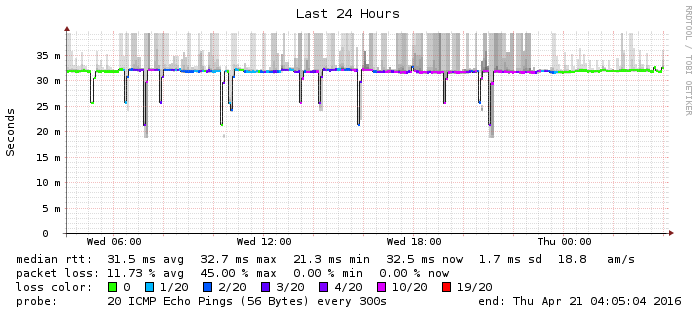 Last 24 Hours
RRDTOOL / TOBI OETIKER
Seconds
35 m
30 m
25 m
20 m
15 m
10 m
5 m
0
Wed 06:00 Wed 12:00 Wed 18:00 Thu 00:00
median rtt: 31.5 ms avg 32.7 ms max 21.3 ms min 32.5 ms now 1.7 ms sd 18.8 am/s
packet loss: 11.73 % avg 45.00 % max 0.00 % min 0.00 % now
loss color: 0 1/20 2/20 3/20 4/20 10/20 19/20
probe: 20 ICMP Echo Pings (56 Bytes) every 300s end: Thu Apr 21 04:05:04 2016